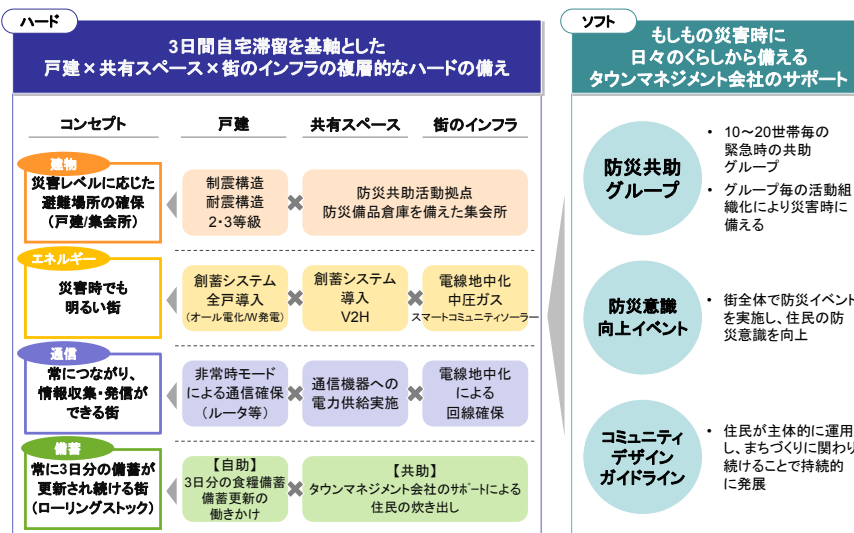 ハード
3日間自宅滞留を基軸とした
戸建×共有スペース×街のインフラの複層的なハードの備え
コンセプト
戸建
共有スペース
街のインフラ
建物
災害レベルに応じた
避難場所の確保
(戸建/集会所)
制震構造
耐震構造
2・3等級
防災共助活動拠点
防災備品倉庫を備えた集会所
エネルギー
災害時でも
明るい街
創蓄システム
全戸導入
(オール電化/W発電)
創蓄システム
導入
V2H
電線地中化
中圧ガス
スマートコミュニティソーラー
通信
常につながり、
情報収集・発信が
できる街
非常時モード
による通信確保
(ルータ等)
通信機器への
電力供給実施
電線地中化
による
回線確保
備蓄
常に3日分の備蓄が
更新され続ける街
(ローリングストック)
【自助】
3日分の食糧備蓄
備蓄更新の
働きかけ
【共助】
タウンマネジメント会社のサポートによる
住民の炊き出し
ソフト
もしもの災害時に
日々のくらしから備える
タウンマネジメント会社のサポート
防災共助
グループ
• 10~20世帯毎の
緊急時の共助
グループ
• グループ毎の活動組
織化により災害時に
備える
防災意識
向上イベント
• 街全体で防災イベント
を実施し、住民の防
災意識を向上
コミュニティ
デザイン
ガイドライン
• 住民が主体的に運用
し、まちづくりに関わり
続けることで持続的
に発展